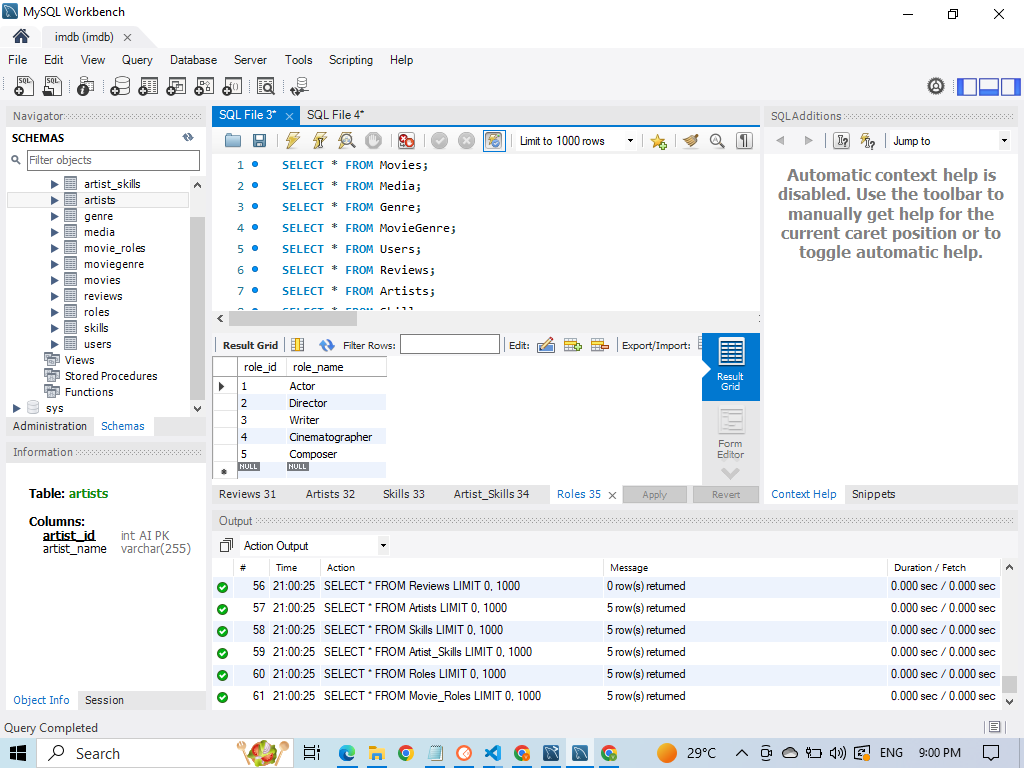 MySQL Workbench
imdb (imdb)
File Edit View Query Database Server Tools Scripting Help
Navigator
SCHEMAS
Filter objects
artist_skills
artists
genre
media
movie_roles
moviegenre
movies
reviews
roles
skills
users
Views
Stored Procedures
Functions
sys
Administration Schemas
Information
Table: artists
Columns:
artist_id int AI PK
artist_name varchar(255)
Object Info Session
SQL File 3* SQL File 4*
Limit to 1000 rows
1 SELECT * FROM Movies;
2 SELECT * FROM Media;
3 SELECT * FROM Genre;
4 SELECT * FROM MovieGenre;
5 SELECT * FROM Users;
6 SELECT * FROM Reviews;
7 SELECT * FROM Artists;
Result Grid Filter Rows: Edit: Export/Import:
role_id role_name
1 Actor
2 Director
3 Writer
4 Cinematographer
5 Composer
NULL NULL
Result
Grid
Form
Editor
Reviews 31 Artists 32 Skills 33 Artist_Skills 34 Roles 35 Apply Revert
SQLAdditions
Jump to
Automatic context help is
disabled. Use the toolbar to
manually get help for the
current caret position or to
toggle automatic help.
Context Help Snippets
Output
Action Output
# Time Action Message Duration / Fetch
56 21:00:25 SELECT * FROM Reviews LIMIT 0, 1000 0 row(s) returned 0.000 sec / 0.000 sec
57 21:00:25 SELECT * FROM Artists LIMIT 0, 1000 5 row(s) returned 0.000 sec / 0.000 sec
58 21:00:25 SELECT * FROM Skills LIMIT 0, 1000 5 row(s) returned 0.000 sec / 0.000 sec
59 21:00:25 SELECT * FROM Artist_Skills LIMIT 0, 1000 5 row(s) returned 0.000 sec / 0.000 sec
60 21:00:25 SELECT * FROM Roles LIMIT 0, 1000 5 row(s) returned 0.000 sec / 0.000 sec
61 21:00:25 SELECT * FROM Movie_Roles LIMIT 0, 1000 5 row(s) returned 0.000 sec / 0.000 sec
Query Completed
Search
29°C ENG 9:00 PM